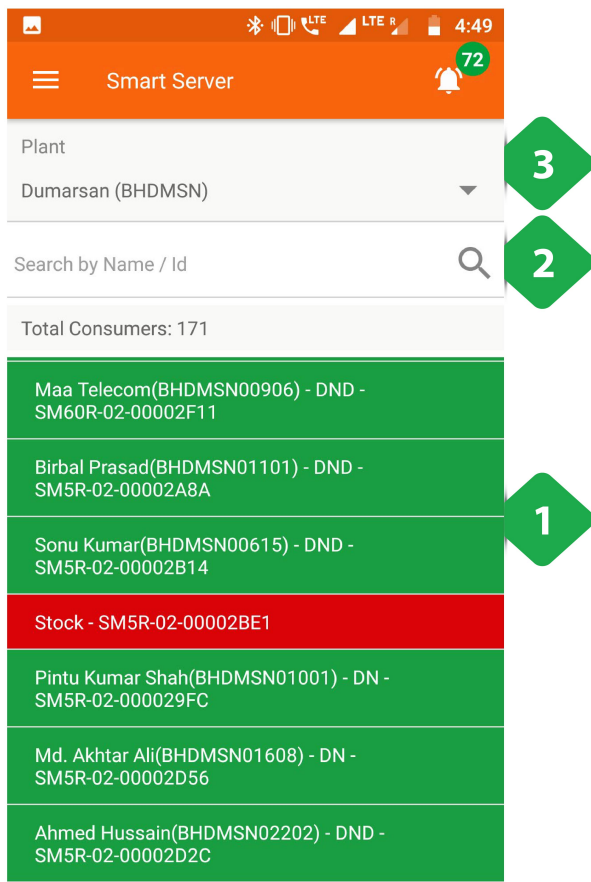 LTE LTE R 4:49
72
Smart Server
Plant
3
Dumarsan (BHDMSN)
Search by Name / Id
2
Total Consumers: 171
Maa Telecom(BHDMSN00906) - DND -
SM60R-02-00002F11
Birbal Prasad(BHDMSN01101) - DND -
SM5R-02-00002A8A
1
Sonu Kumar(BHDMSN00615) - DND -
SM5R-02-00002B14
Stock - SM5R-02-00002BE1
Pintu Kumar Shah(BHDMSN01001) - DN -
SM5R-02-000029FC
Md. Akhtar Ali(BHDMSN01608) - DN -
SM5R-02-00002D56
Ahmed Hussain(BHDMSN02202) - DND -
SM5R-02-00002D2C